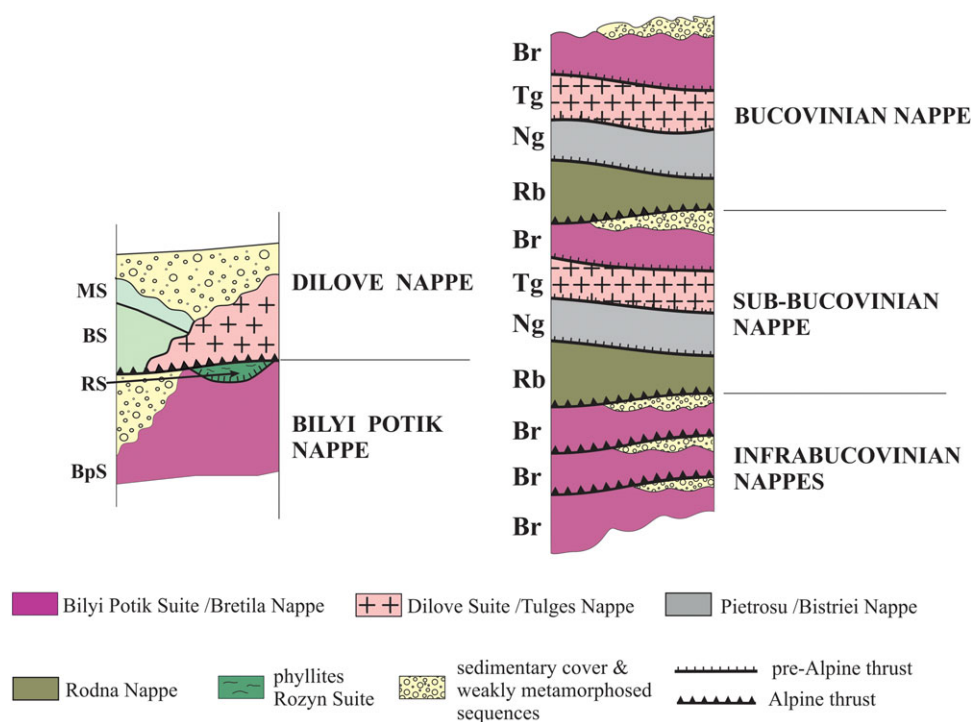 MS
BS
RS
BpS
DILOVE NAPPE
BILYI POTIK
NAPPE
Br
Tg
Ng
Rb
Br
Tg
Ng
Rb
Br
Br
Br
BUCOVINIAN NAPPE
SUB-BUCOVINIAN
NAPPE
INFRABUCOVINIAN
NAPPES
Bilyi Potik Suite /Bretila Nappe
Dilove Suite/Tulges Nappe
Pietrosu /Bistriei Nappe
Rodna Nappe
phyllites
Rozyn Suite
sedimentary cover &
weakly metamorphosed
sequences
pre-Alpine thrust
Alpine thrust